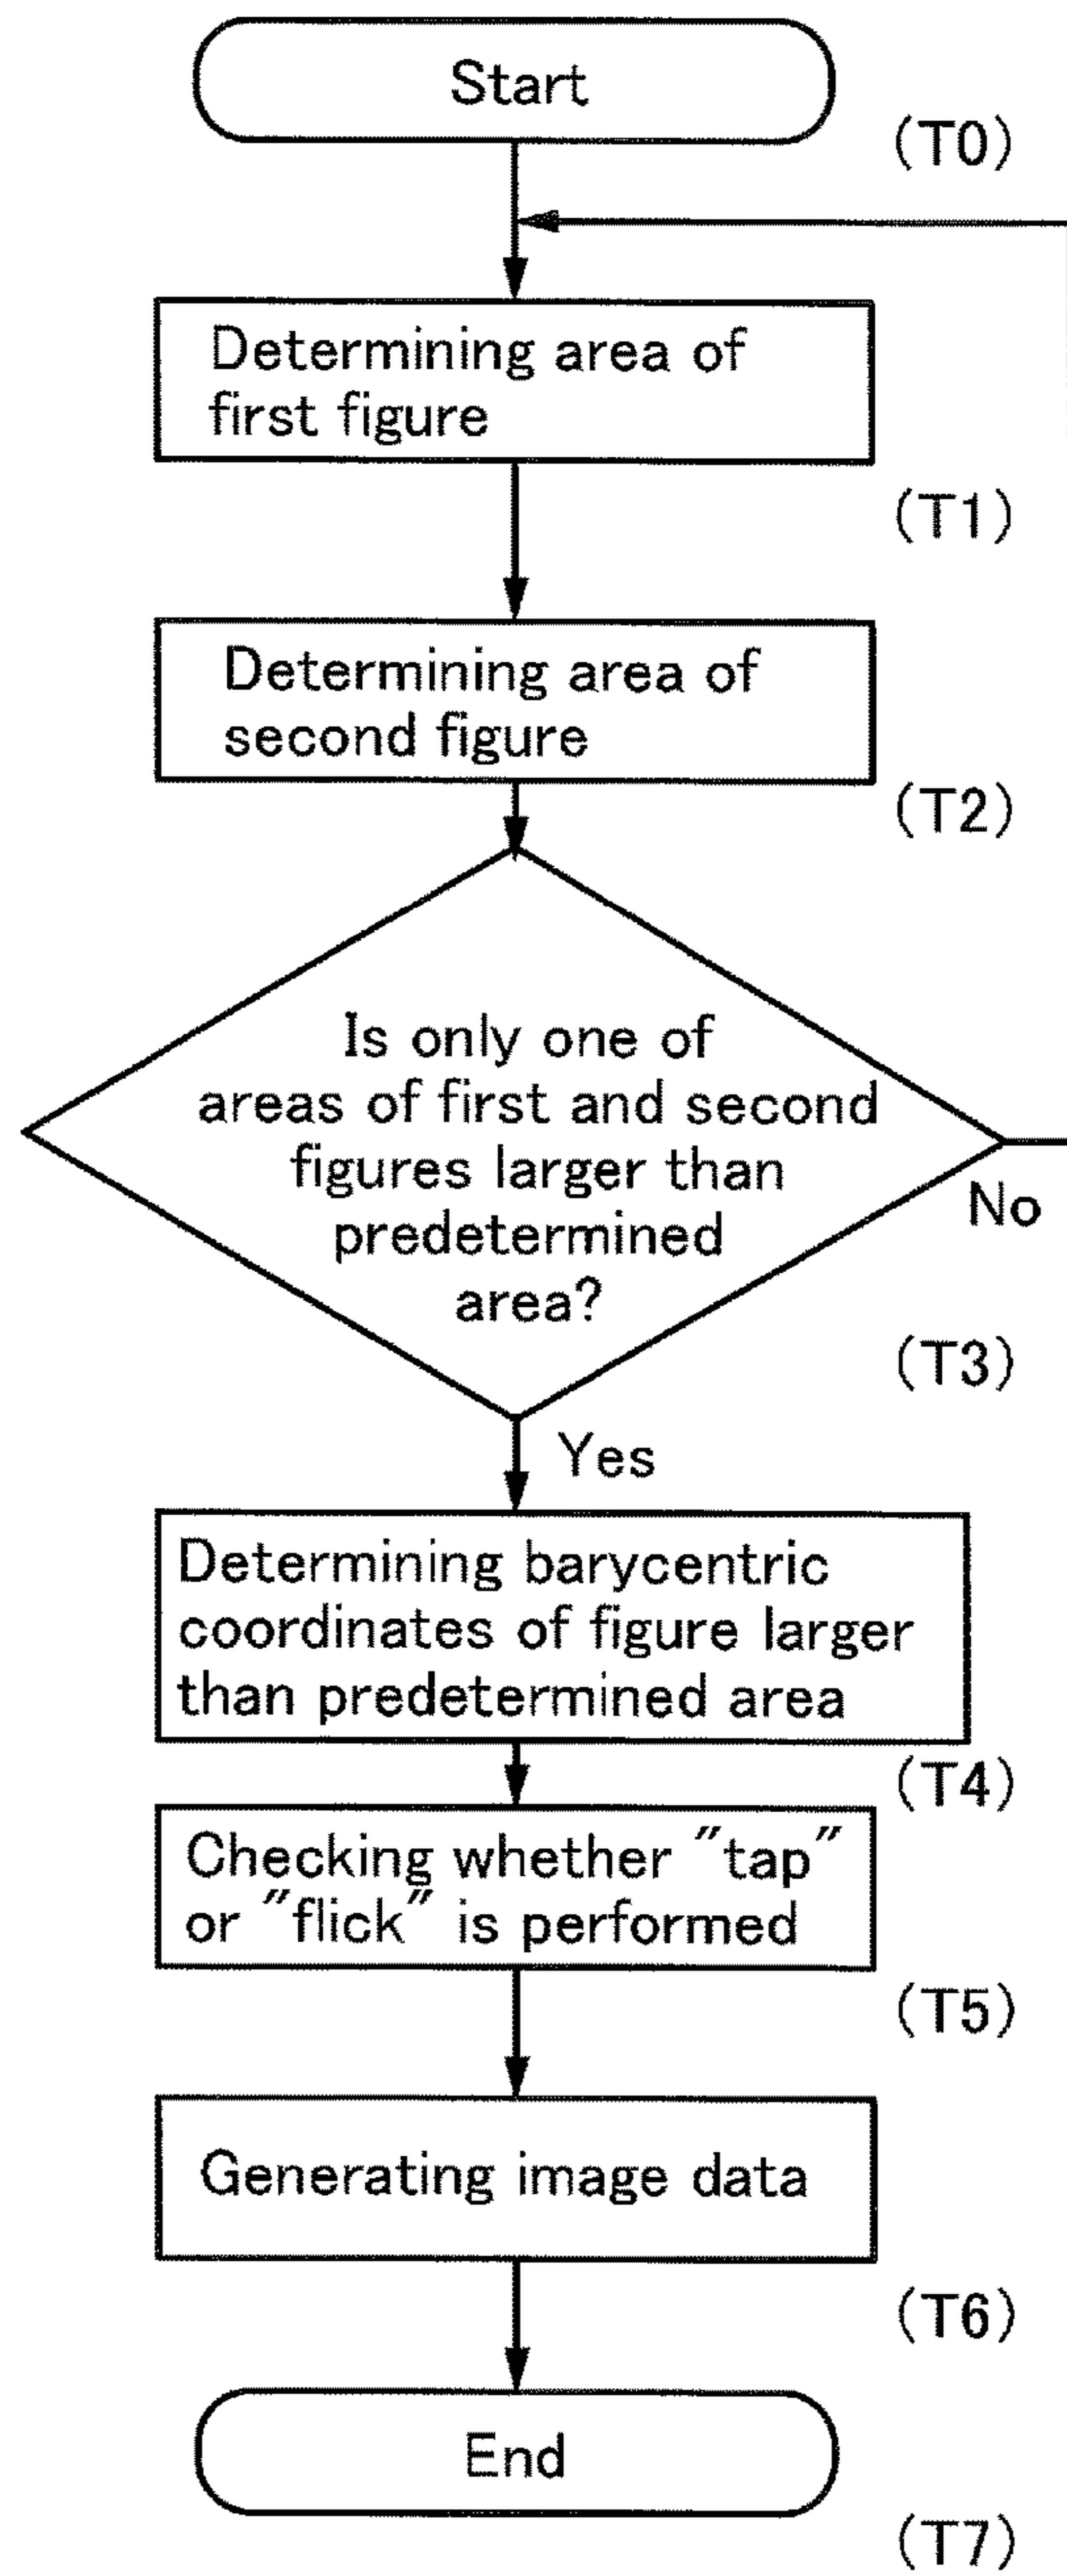 Start
(T0)
Determining area of
first figure
(T1)
Determining area of
second figure
(T2)
Is only one of
areas of first and second
figures larger than
predetermined
area?
No
(T3)
Yes
Determining barycentric
coordinates of figure larger
than predetermined area
(T4)
Checking whether "tap"
or "flick" is performed
(T5)
Generating image data
(T6)
End
(T7)